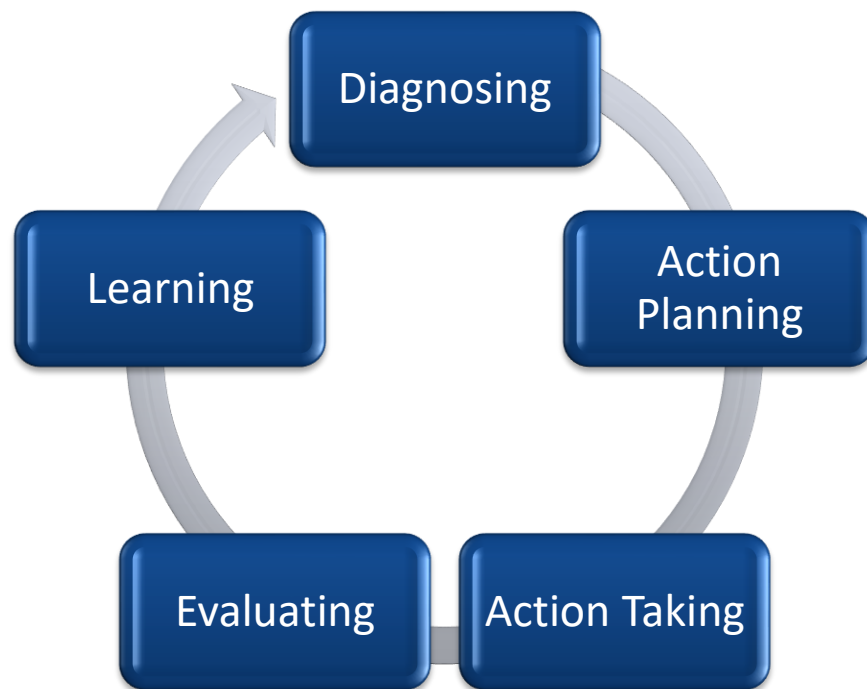 Diagnosing
Action
Planning
Action Taking
Evaluating
Learning